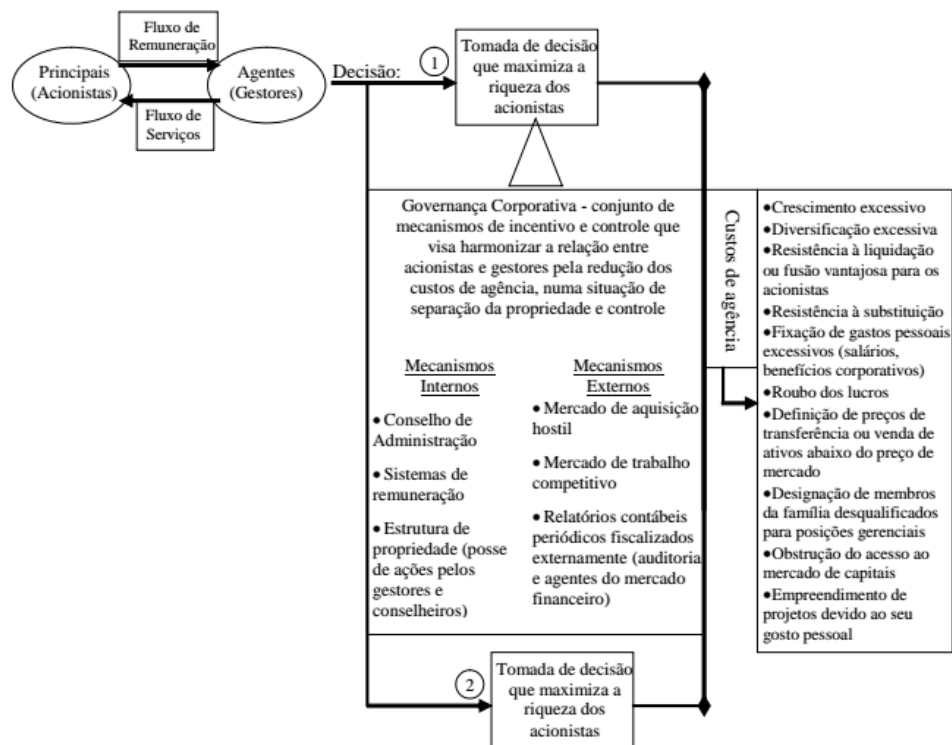 Fluxo de
Remuneração
Principais
(Acionistas)
Agentes
(Gestores)
Fluxo de
Serviços
Decisão:
1
Tomada de decisão
que maximiza a
riqueza dos
acionistas
Governança Corporativa - conjunto de
mecanismos de incentivo e controle que
visa harmonizar a relação entre
acionistas e gestores pela redução dos
custos de agência, numa situação de
separação da propriedade e controle
Mecanismos
Internos
• Conselho de
Administração
• Sistemas de
remuneração
• Estrutura de
propriedade (posse
de ações pelos
gestores e
conselheiros)
Mecanismos
Externos
• Mercado de aquisição
hostil
• Mercado de trabalho
competitivo
• Relatórios contábeis
periódicos fiscalizados
externamente (auditoria
e agentes do mercado
financeiro)
Custos de agência
•Crescimento excessivo
•Diversificação excessiva
•Resistência à liquidação
ou fusão vantajosa para os
acionistas
•Resistência à substituição
•Fixação de gastos pessoais
excessivos (salários,
benefícios corporativos)
•Roubo dos lucros
•Definição de preços de
transferência ou venda de
ativos abaixo do preço de
mercado
•Designação de membros
da família desqualificados
para posições gerenciais
•Obstrução do acesso ao
mercado de capitais
•Empreendimento de
projetos devido ao seu
gosto pessoal
2
Tomada de decisão
que maximiza a
riqueza dos
acionistas